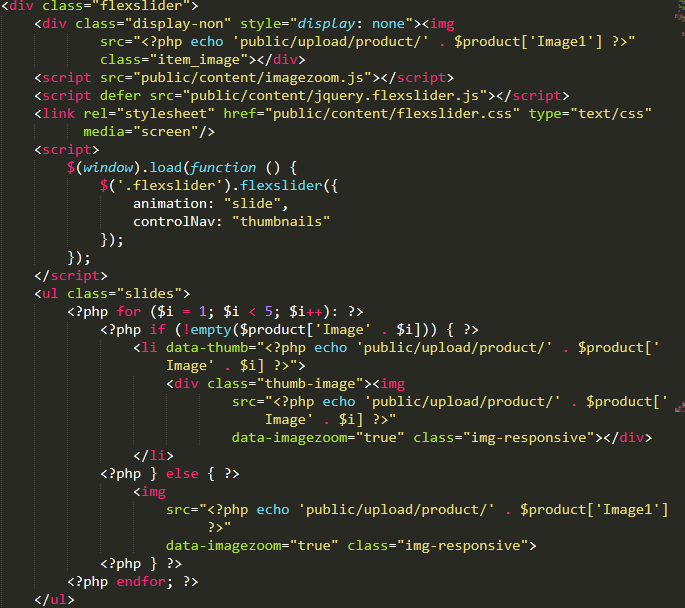 <div class="flexslider">
    <div class="display-non" style="display: none"><img
            src="<?php echo 'public/upload/product/' . $product['Image1'] ?>"
            class="item_image"></div>
    <script src="public/content/imagezoom.js"></script>
    <script defer src="public/content/jquery.flexslider.js"></script>
    <link rel="stylesheet" href="public/content/flexslider.css" type="text/css"
          media="screen"/>
    <script>
        $(window).load(function () {
            $('.flexslider').flexslider({
                animation: "slide",
                controlNav: "thumbnails"
            });
        });
    </script>
    <ul class="slides">
        <?php for ($i = 1; $i < 5; $i++): ?>
            <?php if (!empty($product['Image' . $i])) { ?>
                <li data-thumb="<?php echo 'public/upload/product/' . $product['
                    Image' . $i] ?>">
                    <div class="thumb-image"><img
                            src="<?php echo 'public/upload/product/' . $product['
                                Image' . $i] ?>"
                            data-imagezoom="true" class="img-responsive"></div>
                </li>
            <?php } else { ?>
                <img
                    src="<?php echo 'public/upload/product/' . $product['Image1']
                         ?>"
                    data-imagezoom="true" class="img-responsive">
            <?php } ?>
        <?php endfor; ?>
    </ul>